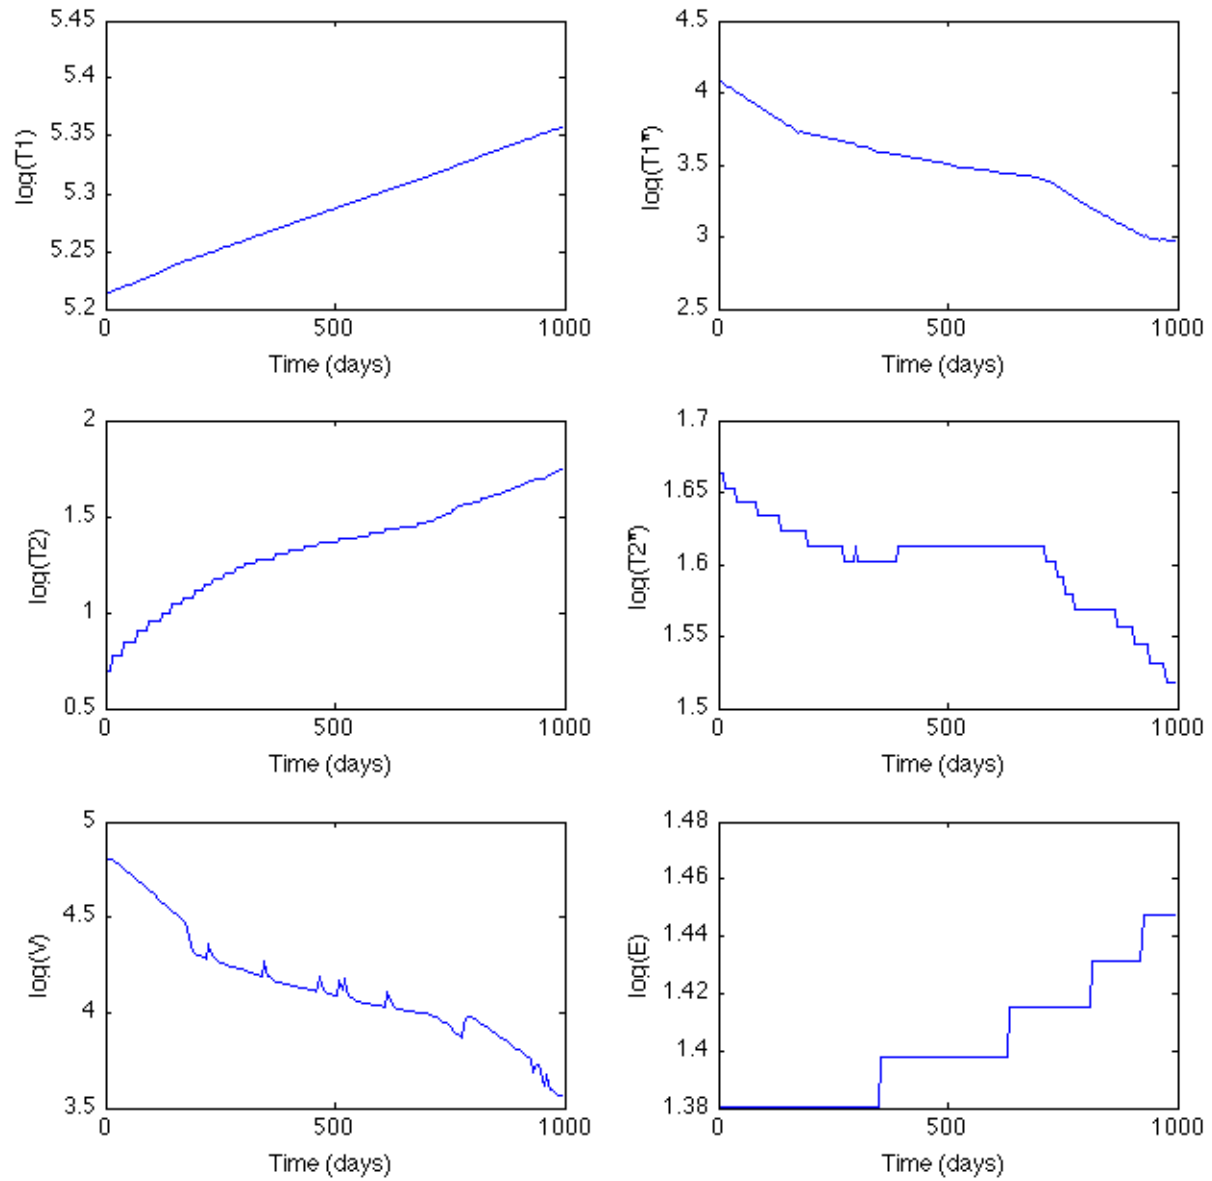 5.45
5.4
5.35
5.3
5.25
5.2
log(T1)
0 500 1000
Time (days)
4.5
4
3.5
3
2.5
log(T1*)
0 500 1000
Time (days)
2
1.5
1
0.5
log(T2)
0 500 1000
Time (days)
1.7
1.65
1.6
1.55
1.5
log(T2*)
0 500 1000
Time (days)
5
4.5
4
3.5
log(V)
0 500 1000
Time (days)
1.48
1.46
1.44
1.42
1.4
1.38
log(E)
0 500 1000
Time (days)